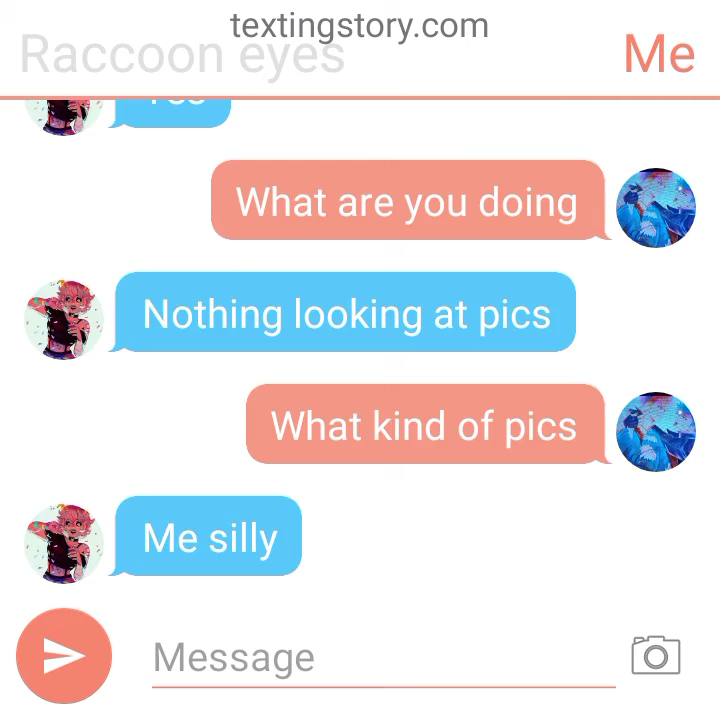 textingstory.com
Raccoon eyes
Me
What are you doing
Nothing looking at pics
What kind of pics
Me silly
Message